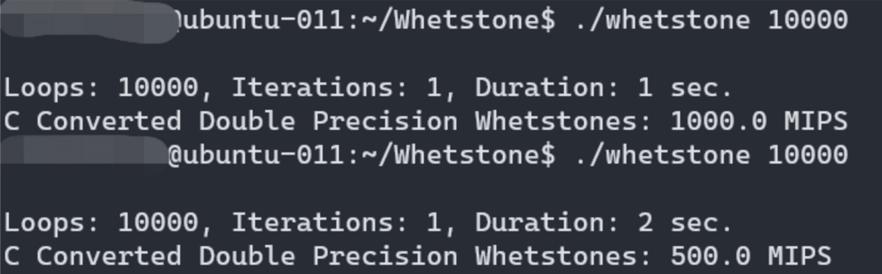 @ubuntu-011:~/Whetstone$ ./whetstone 10000
Loops: 10000, Iterations: 1, Duration: 1 sec.
C Converted Double Precision Whetstones: 1000.0 MIPS
@ubuntu-011:~/Whetstone$ ./whetstone 10000
Loops: 10000, Iterations: 1, Duration: 2 sec.
C Converted Double Precision Whetstones: 500.0 MIPS